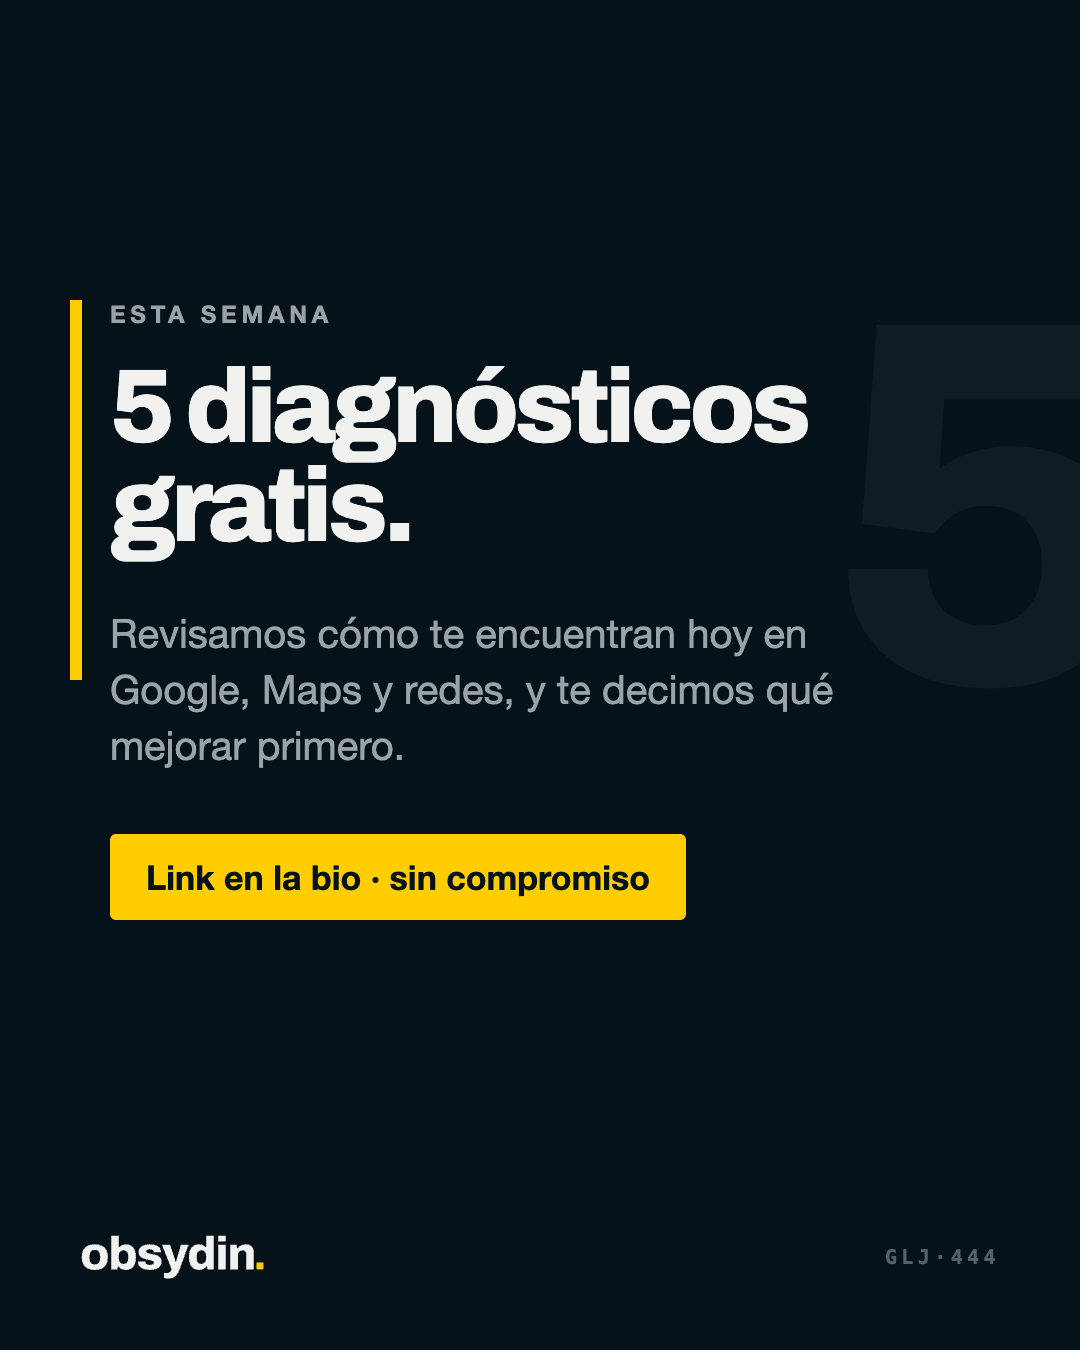 ESTA SEMANA
5 diagnósticos
gratis.
5
Revisamos cómo te encuentran hoy en
Google, Maps y redes, y te decimos qué
mejorar primero.
Link en la bio · sin compromiso
obsydin.
GLJ·444